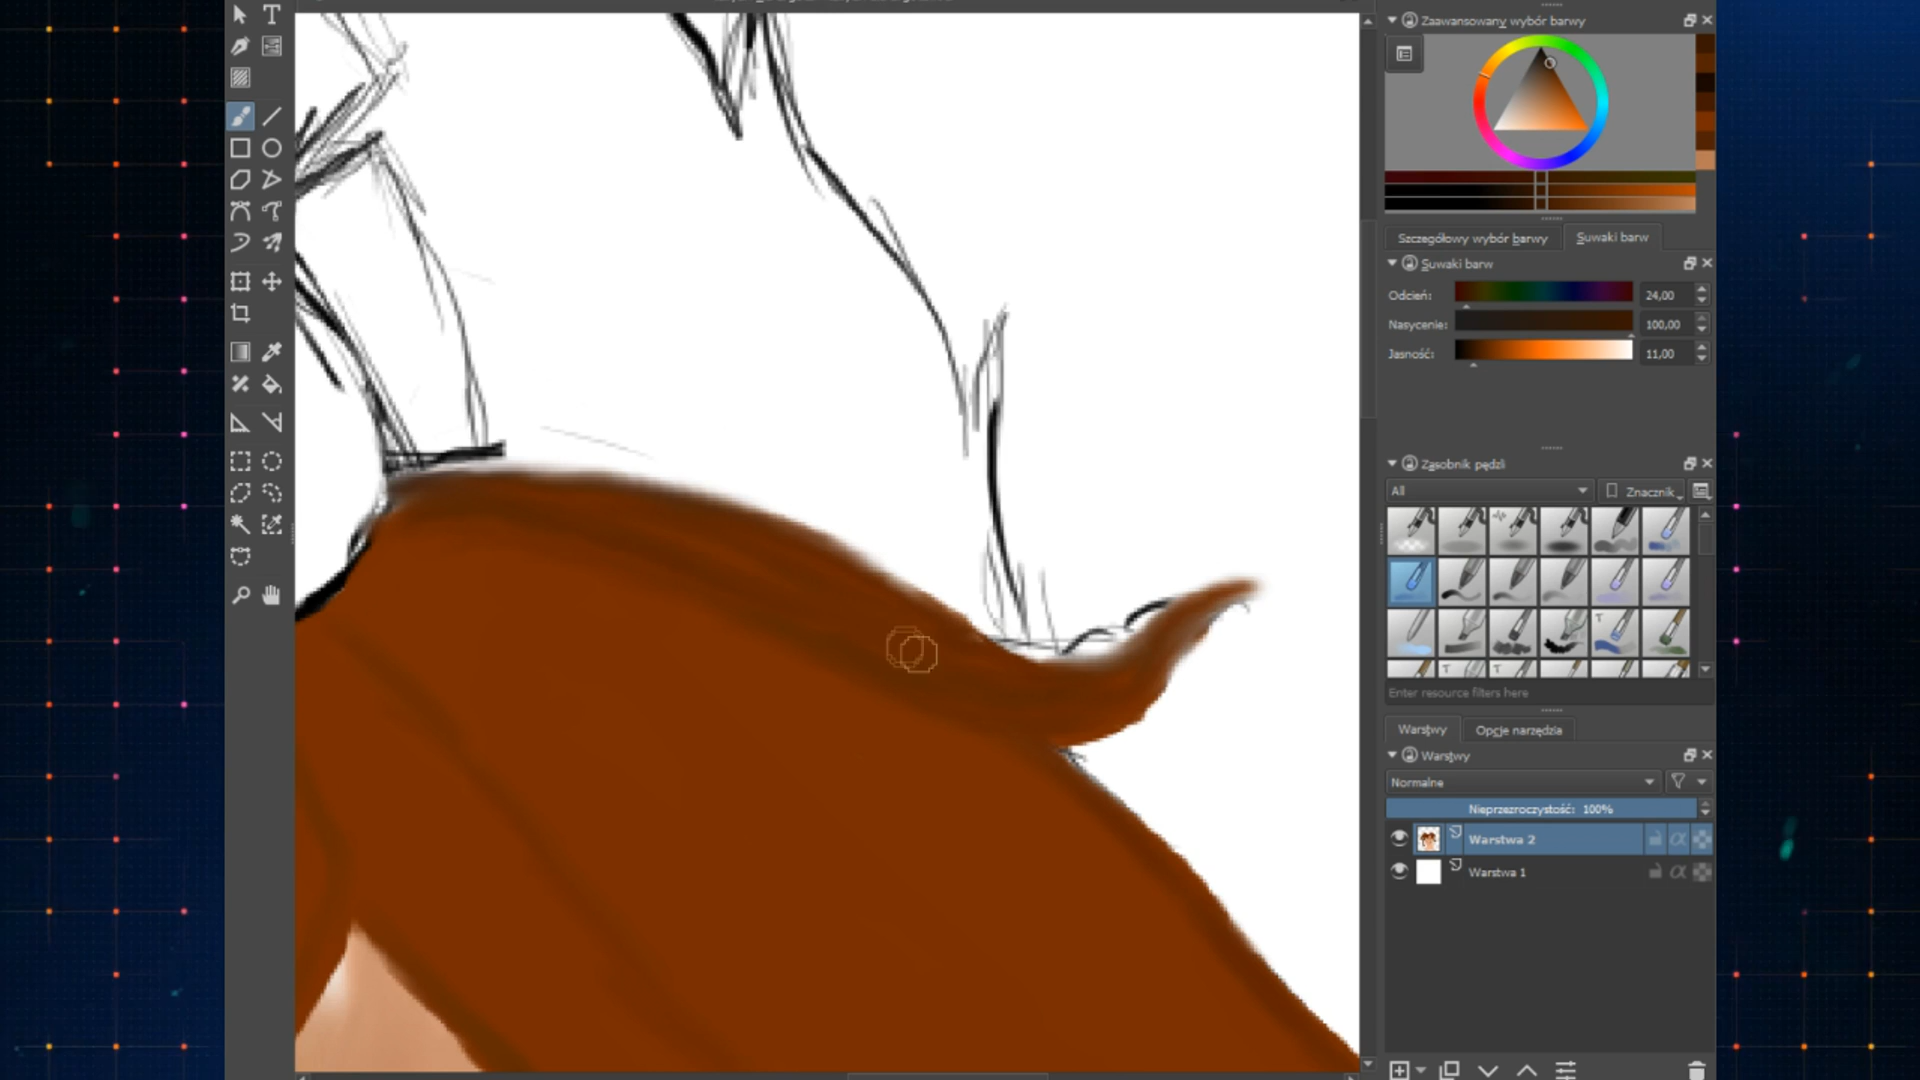 Zaawansowany wybór barwy
Szczegółowy wybór barwy
Suwaki barw
Suwaki barw
Odcień:
24,00
Nasycenie:
100,00
Jasność:
11,00
Zasobnik pędzli
All
Znacznik
Enter resource filters here
Warstwy
Opcje narzędzia
Warstwy
Normalne
Nieprzezroczystość: 100%
Warstwa 2
Warstwa 1